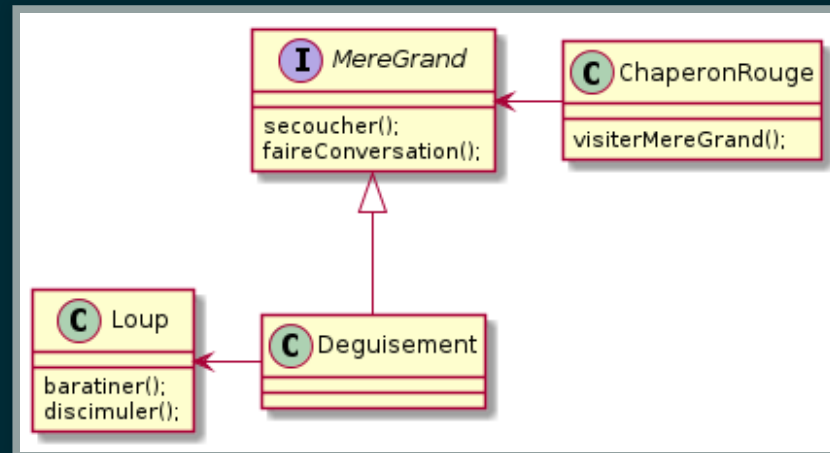 I MereGrand
secoucher();
faireConversation();
C ChaperonRouge
visiterMereGrand();
C Loup
baratiner();
discimuler();
C Deguisement